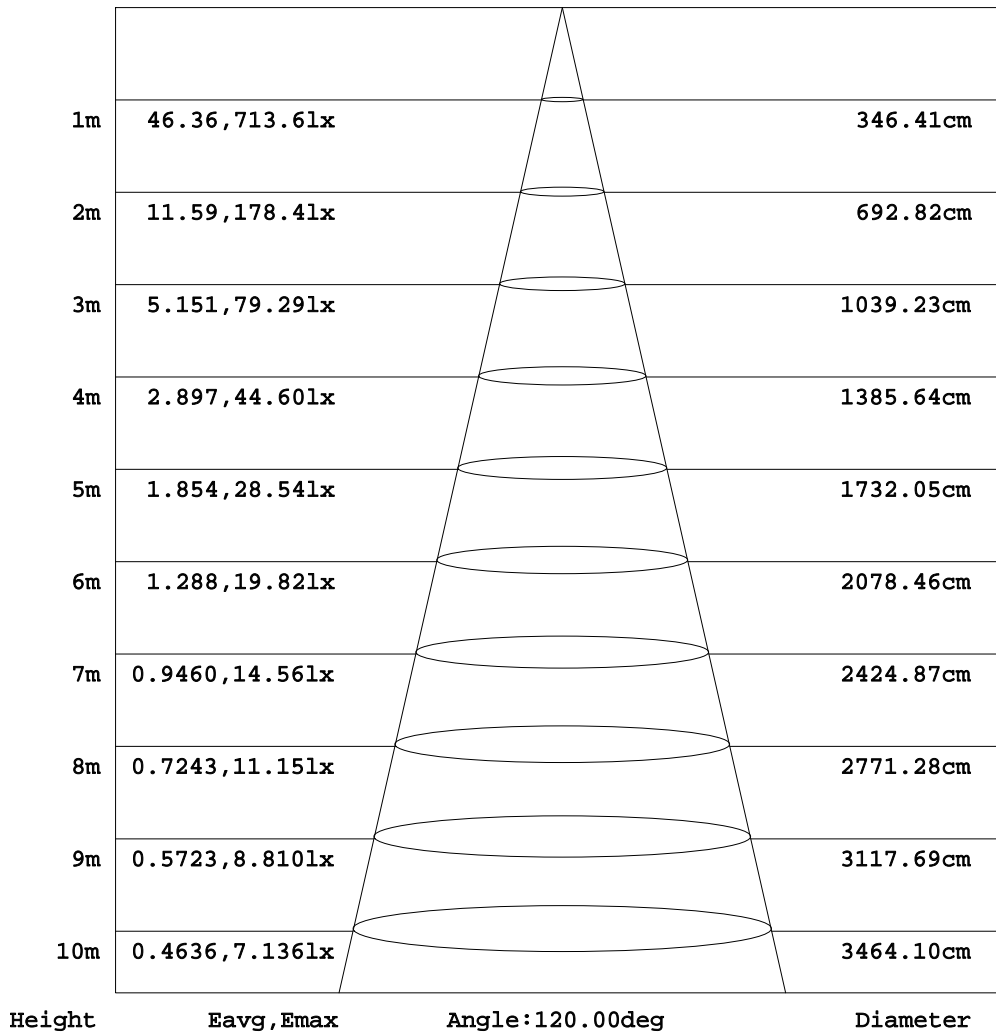 1m 46.36,713.6lx 346.41cm
2m 11.59,178.4lx 692.82cm
3m 5.151,79.29lx 1039.23cm
4m 2.897,44.60lx 1385.64cm
5m 1.854,28.54lx 1732.05cm
6m 1.288,19.82lx 2078.46cm
7m 0.9460,14.56lx 2424.87cm
8m 0.7243,11.15lx 2771.28cm
9m 0.5723,8.810lx 3117.69cm
10m 0.4636,7.136lx 3464.10cm
Height Eavg,Emax Angle:120.00deg Diameter